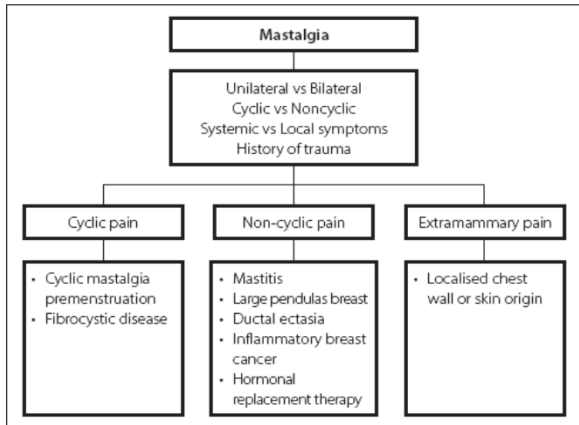 Mastalgia
Unilateral vs Bilateral
Cyclic vs Noncyclic
Systemic vs Local symptoms
History of trauma
Cyclic pain
Non-cyclic pain
Extramammary pain
• Cyclic mastalgia
premenstruation
• Fibrocystic disease
• Mastitis
• Large pendulas breast
• Ductal ectasia
• Inflammatory breast
cancer
• Hormonal
replacement therapy
• Localised chest
wall or skin origin